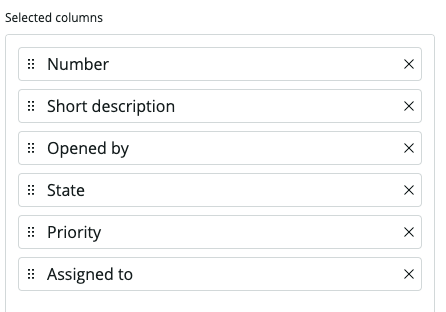 Selected columns
Number
Short description
Opened by
State
Priority
Assigned to